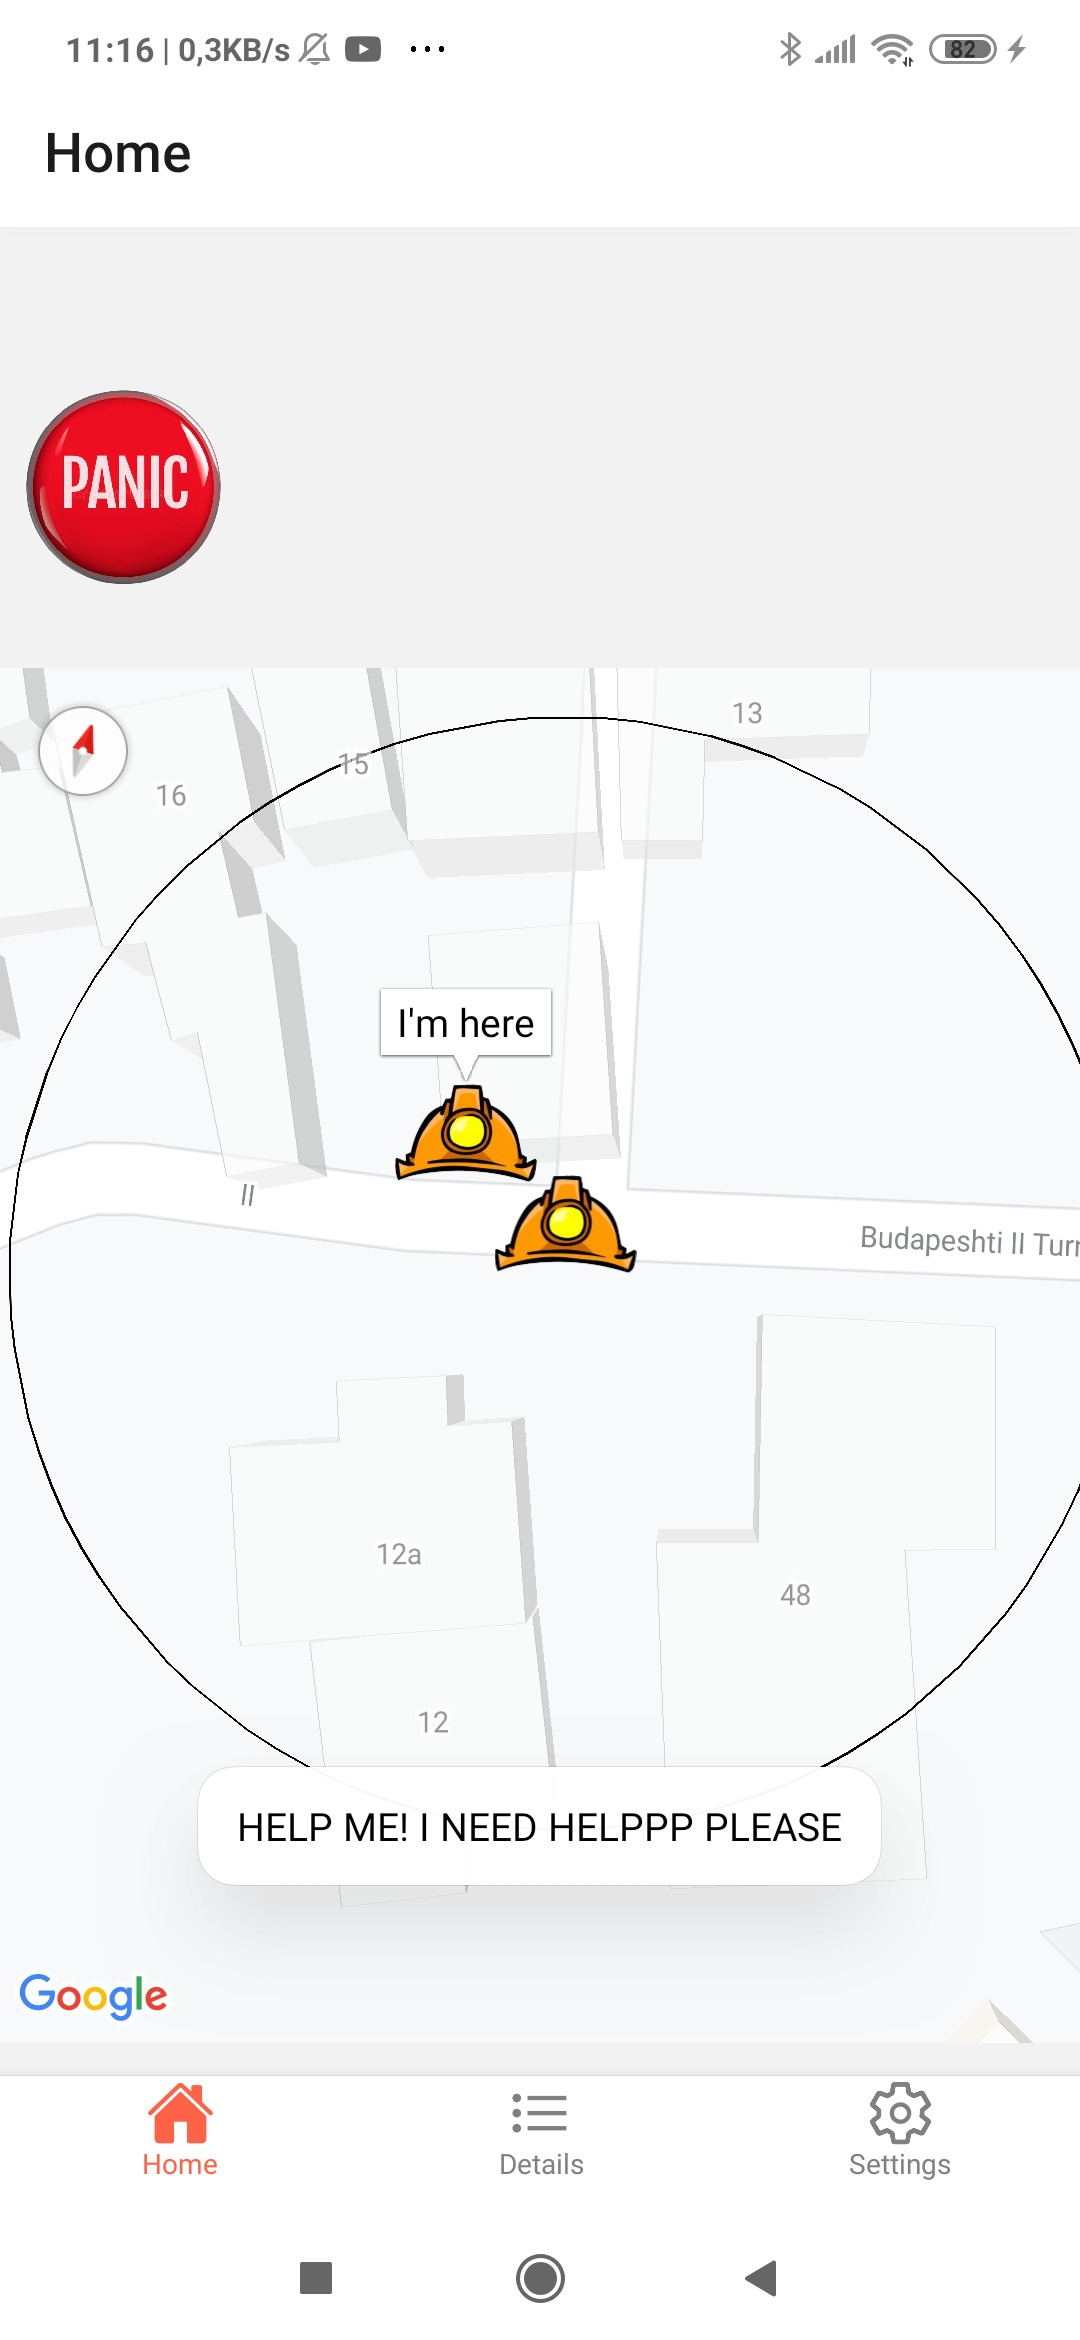 11:16 | 0,3KB/s
82
Home
PANIC
13
15
16
I'm here
II
Budapeshti II Turn
12a
48
12
HELP ME! I NEED HELPPP PLEASE
Google
Home
Details
Settings